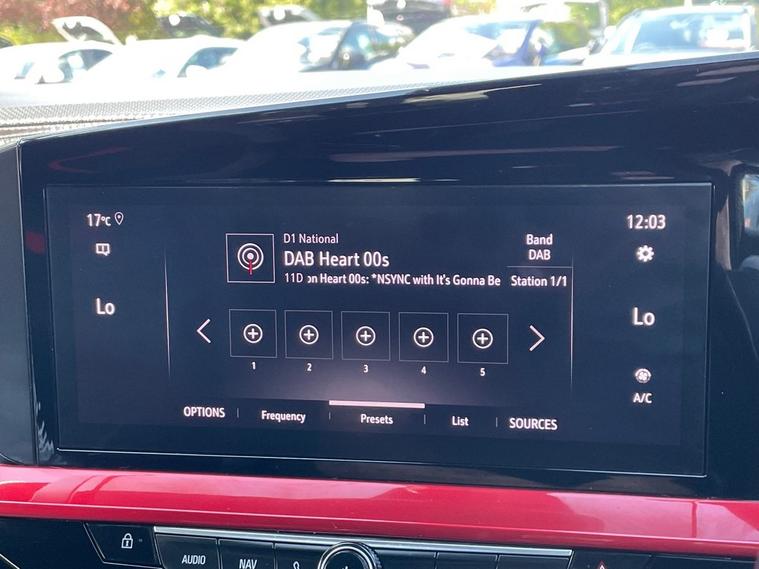 17°C
12:03
D1 National
Band
DAB Heart 00s
DAB
11D on Heart 00s: *NSYNC with It's Gonna Be
Station 1/1
Lo
Lo
1 2 3 4 5
A/C
OPTIONS Frequency Presets List SOURCES
AUDIO NAV